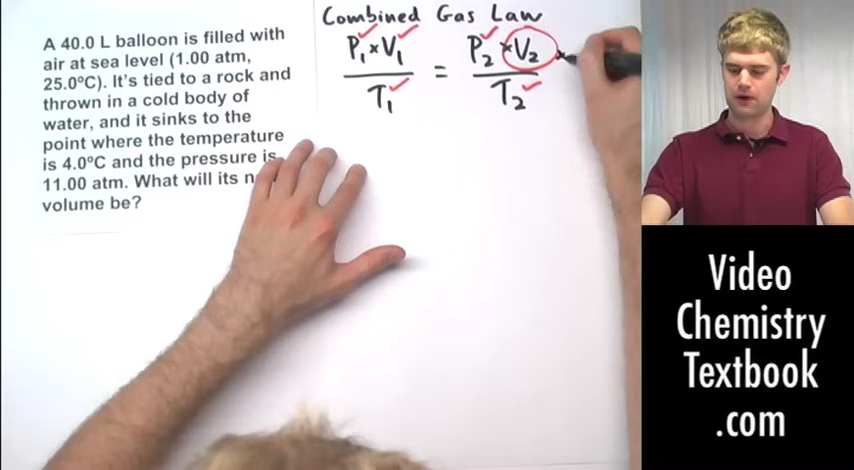 Combined Gas Law
A 40.0 L balloon is filled with
air at sea level (1.00 atm,
25.0ºC). It's tied to a rock and
thrown in a cold body of
water, and it sinks to the
point where the temperature
is 4.0ºC and the pressure is
11.00 atm. What will its
volume be?
P₁ × V₁ = P₂ × V₂ ×
T₁ T₂
Video
Chemistry
Textbook
.com